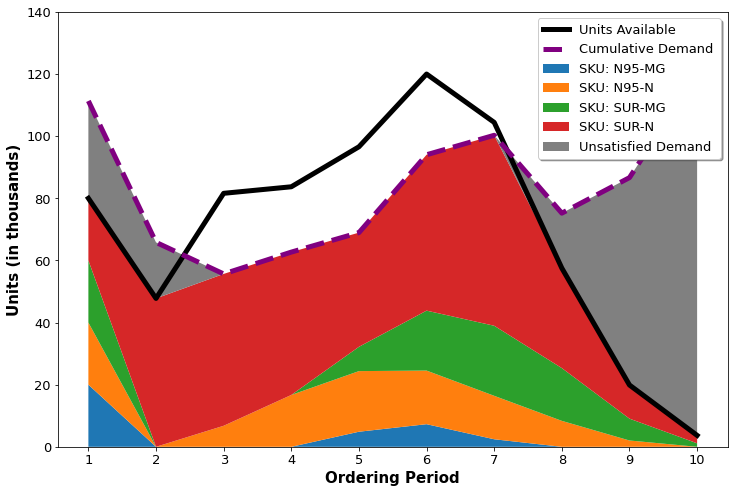 140
120
100
80
60
40
20
0
Units (in thousands)
Units Available
Cumulative Demand
SKU: N95-MG
SKU: N95-N
SKU: SUR-MG
SKU: SUR-N
Unsatisfied Demand
1 2 3 4 5 6 7 8 9 10
Ordering Period